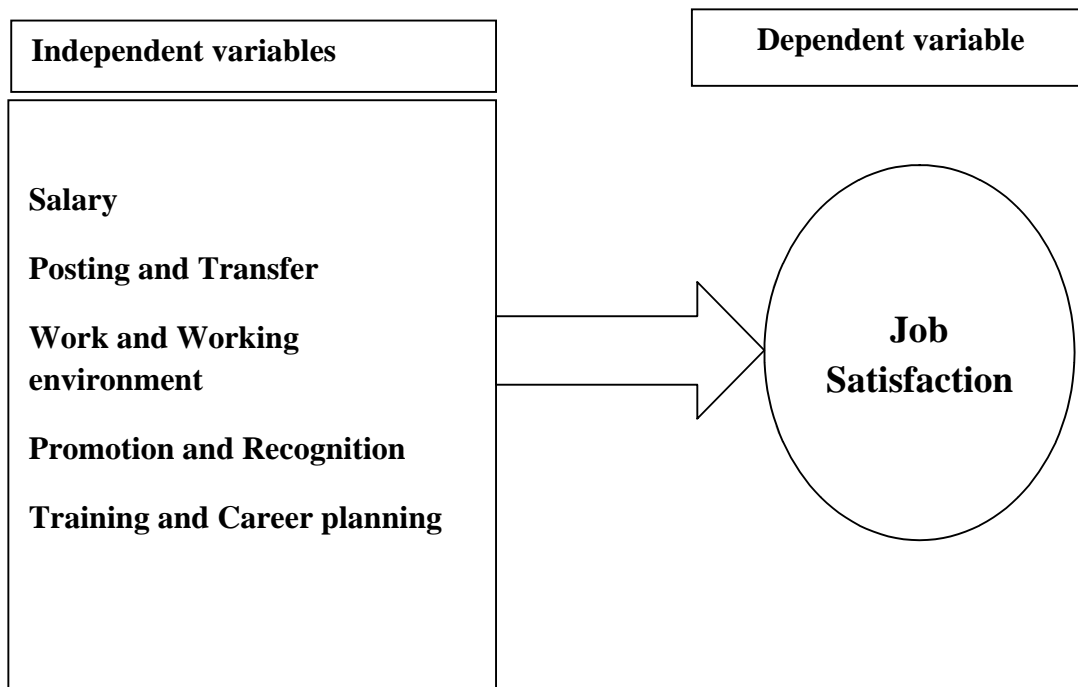 Independent variables
Dependent variable
Salary
Posting and Transfer
Work and Working
environment
Promotion and Recognition
Training and Career planning
Job
Satisfaction